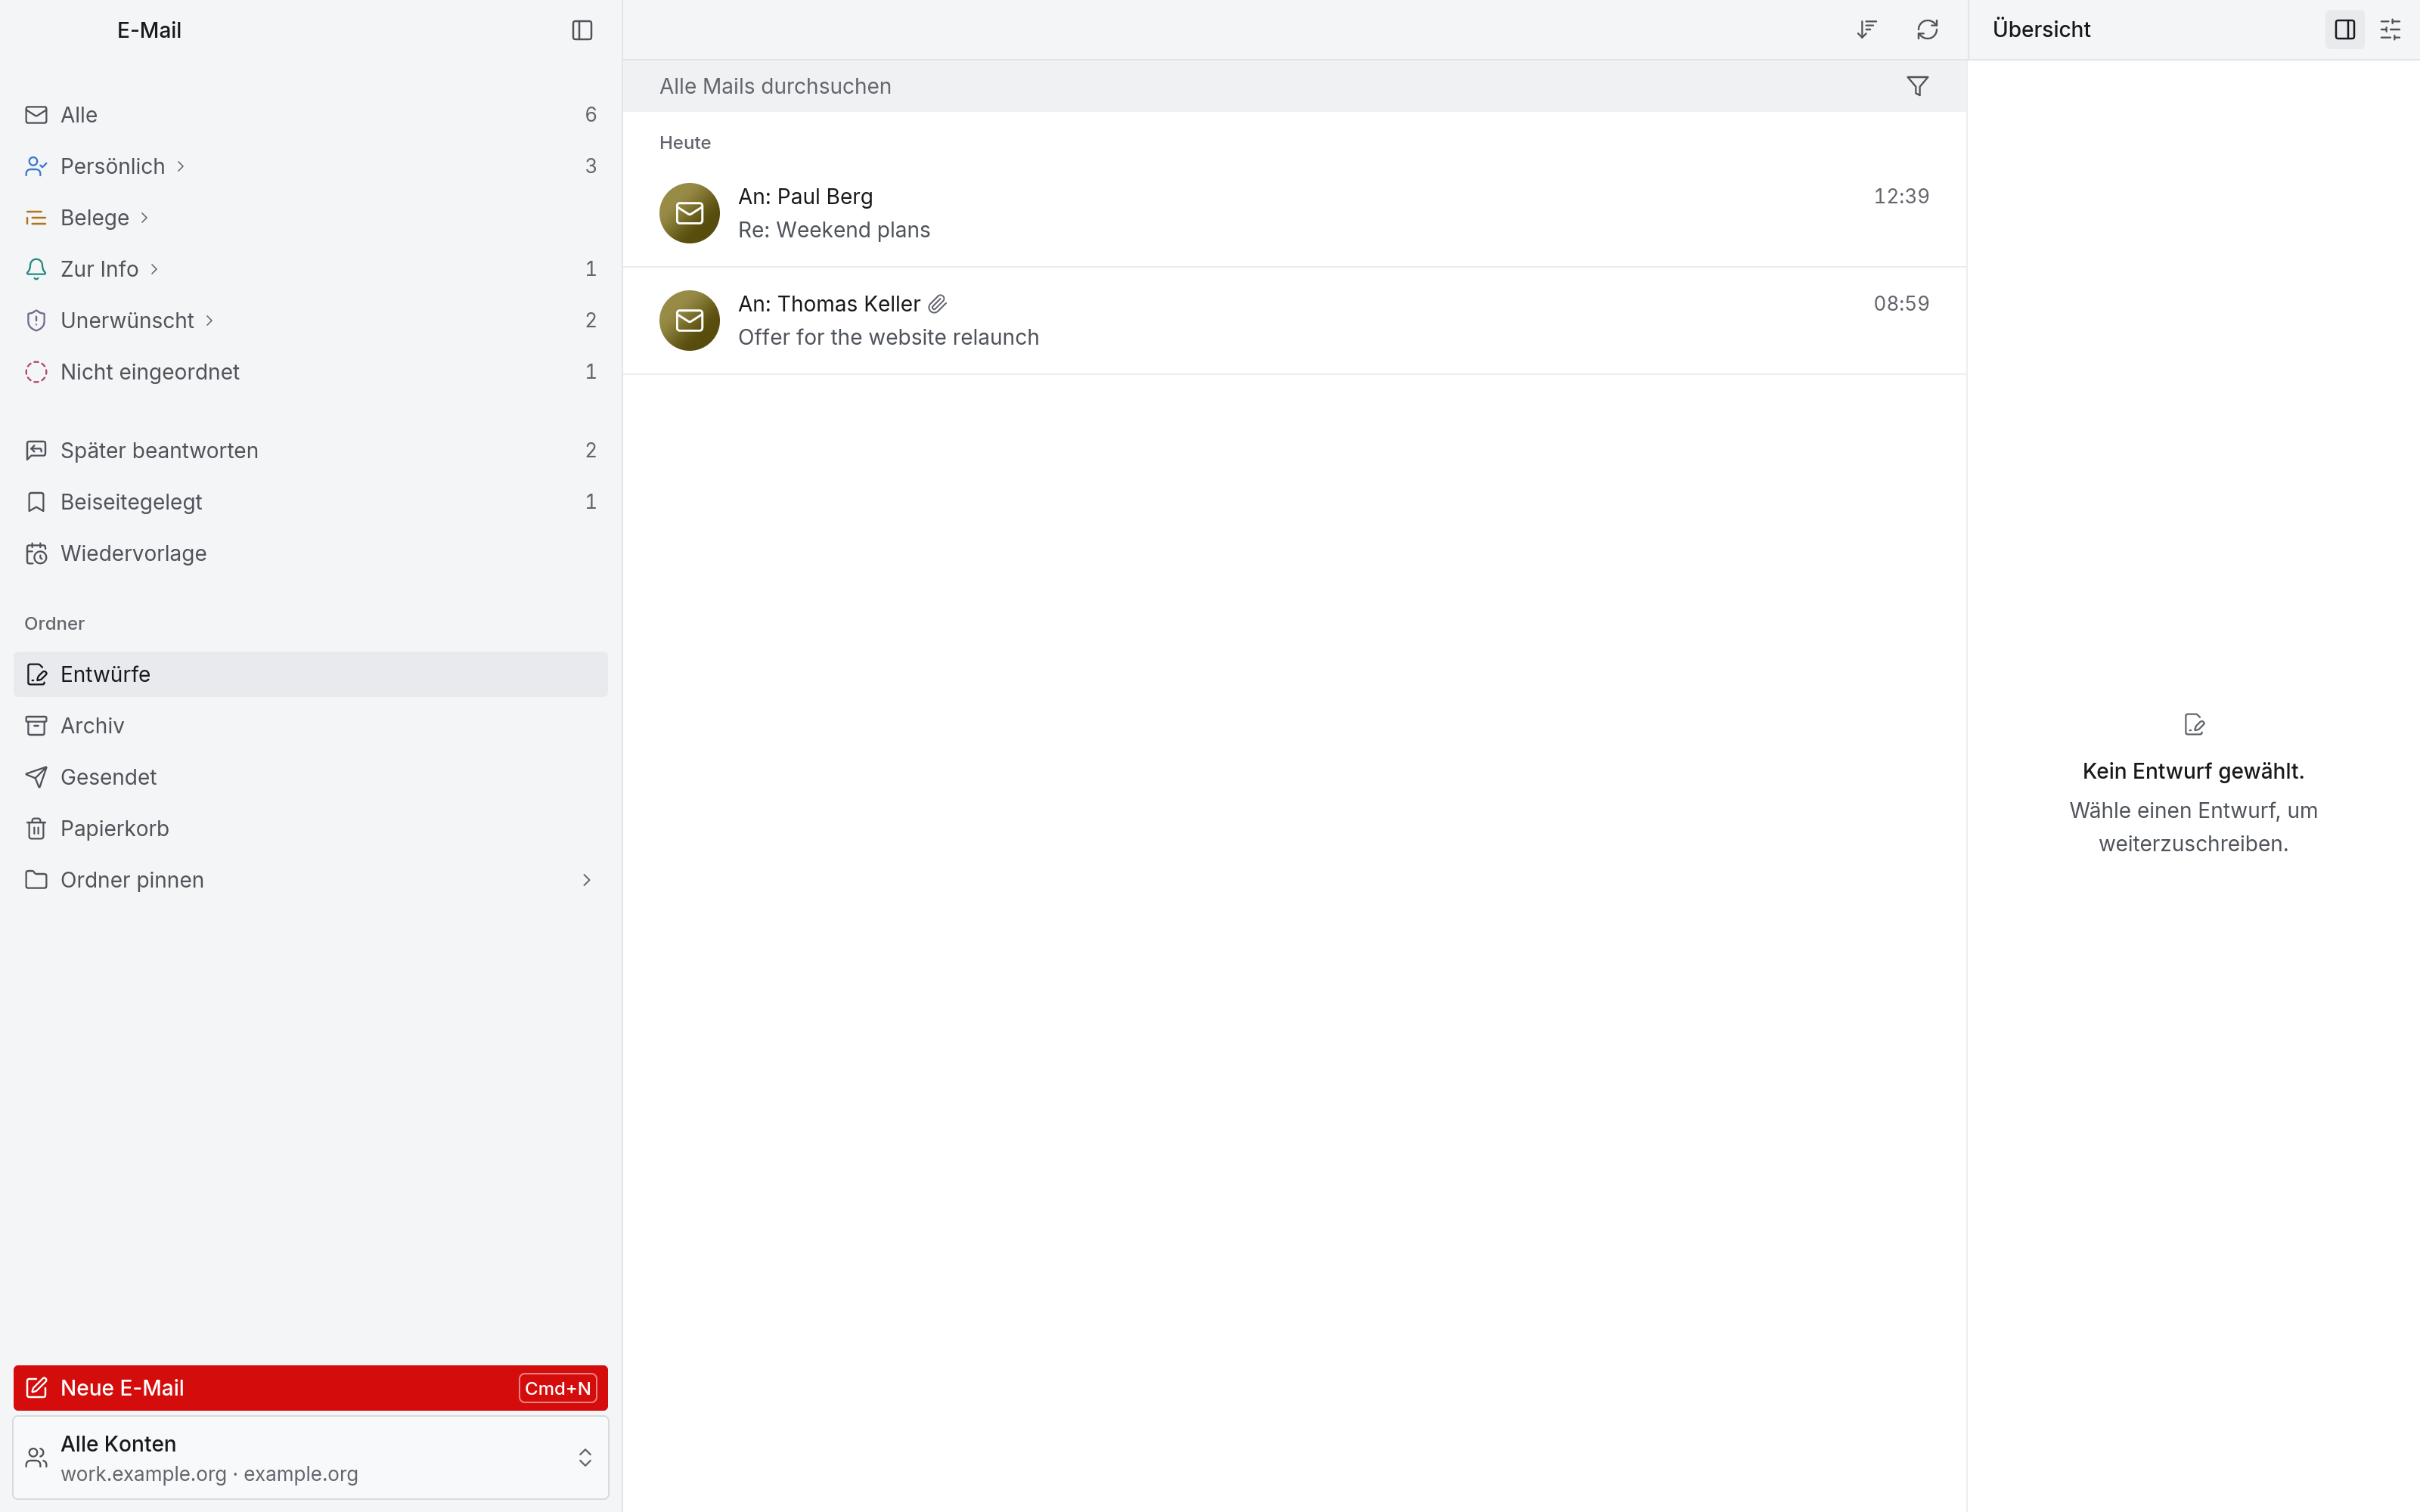 E-Mail
Alle 6
Persönlich 3
Belege
Zur Info 1
Unerwünscht 2
Nicht eingeordnet 1
Später beantworten 2
Beiseitegelegt 1
Wiedervorlage
Ordner
Entwürfe
Archiv
Gesendet
Papierkorb
Ordner pinnen
Neue E-Mail Cmd+N
Alle Konten
work.example.org · example.org
Alle Mails durchsuchen
Heute
An: Paul Berg 12:39
Re: Weekend plans
An: Thomas Keller 08:59
Offer for the website relaunch
Übersicht
Kein Entwurf gewählt.
Wähle einen Entwurf, um
weiterzuschreiben.